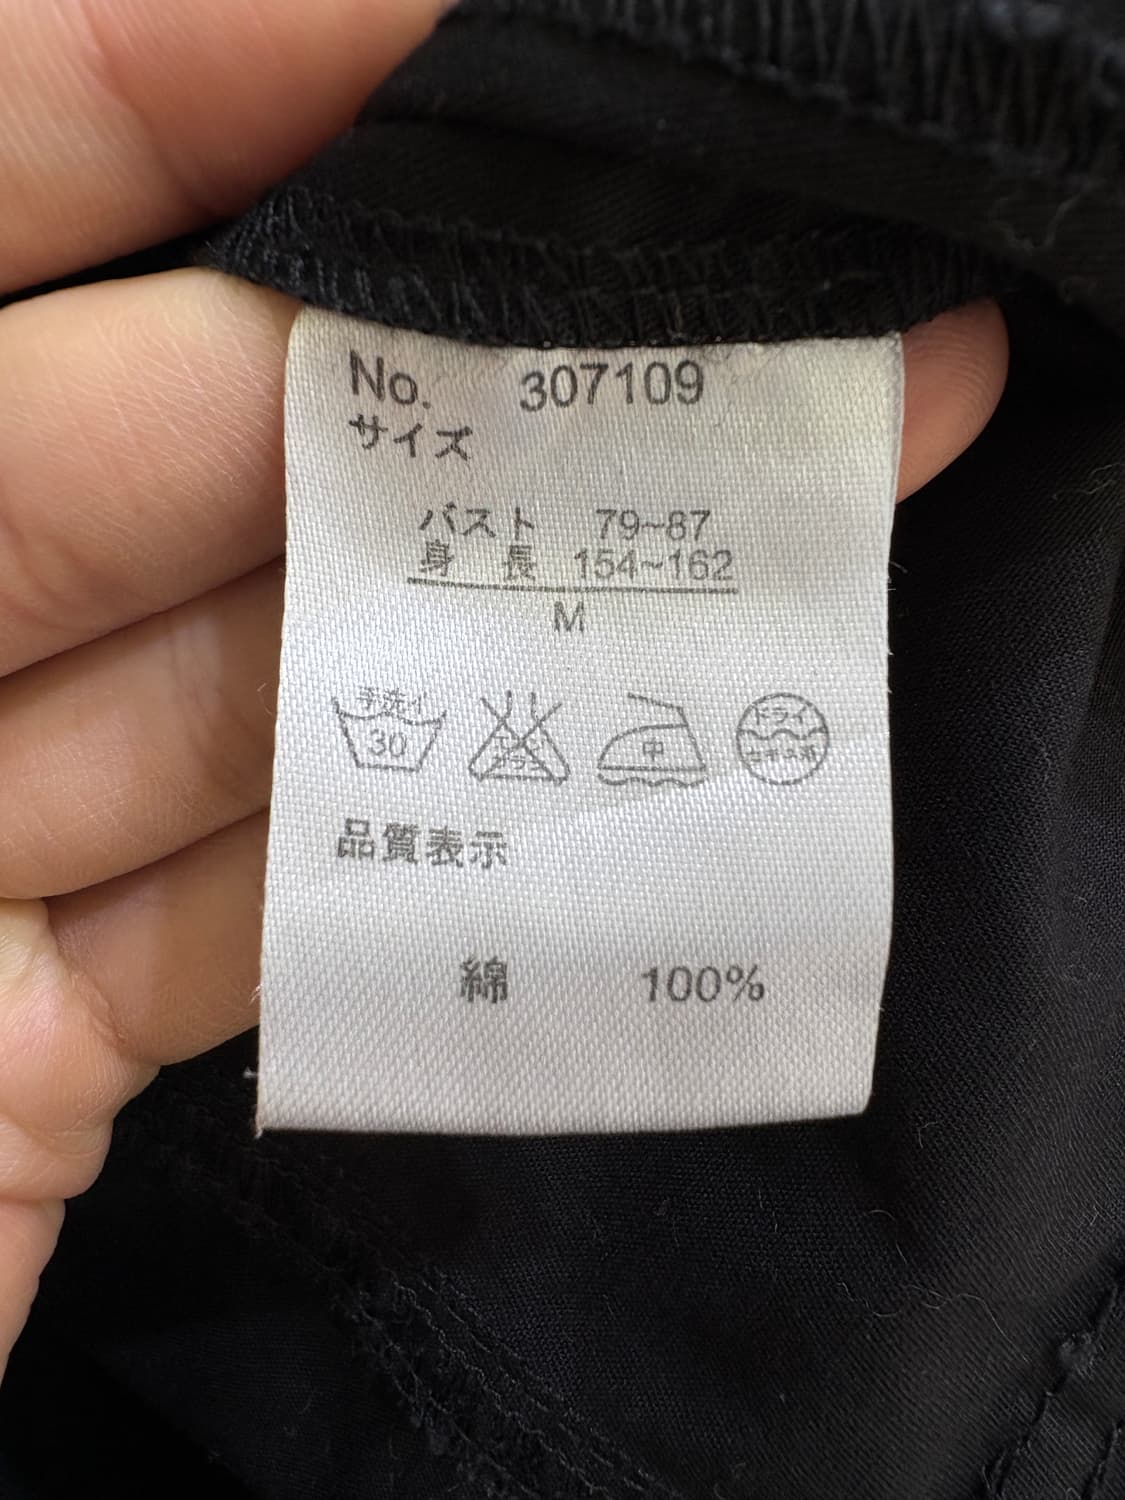 No. 307109
サイズ
バスト 79~87
身長 154~162
M
手洗イ
30
中
ドライ
品質表示
綿 100%